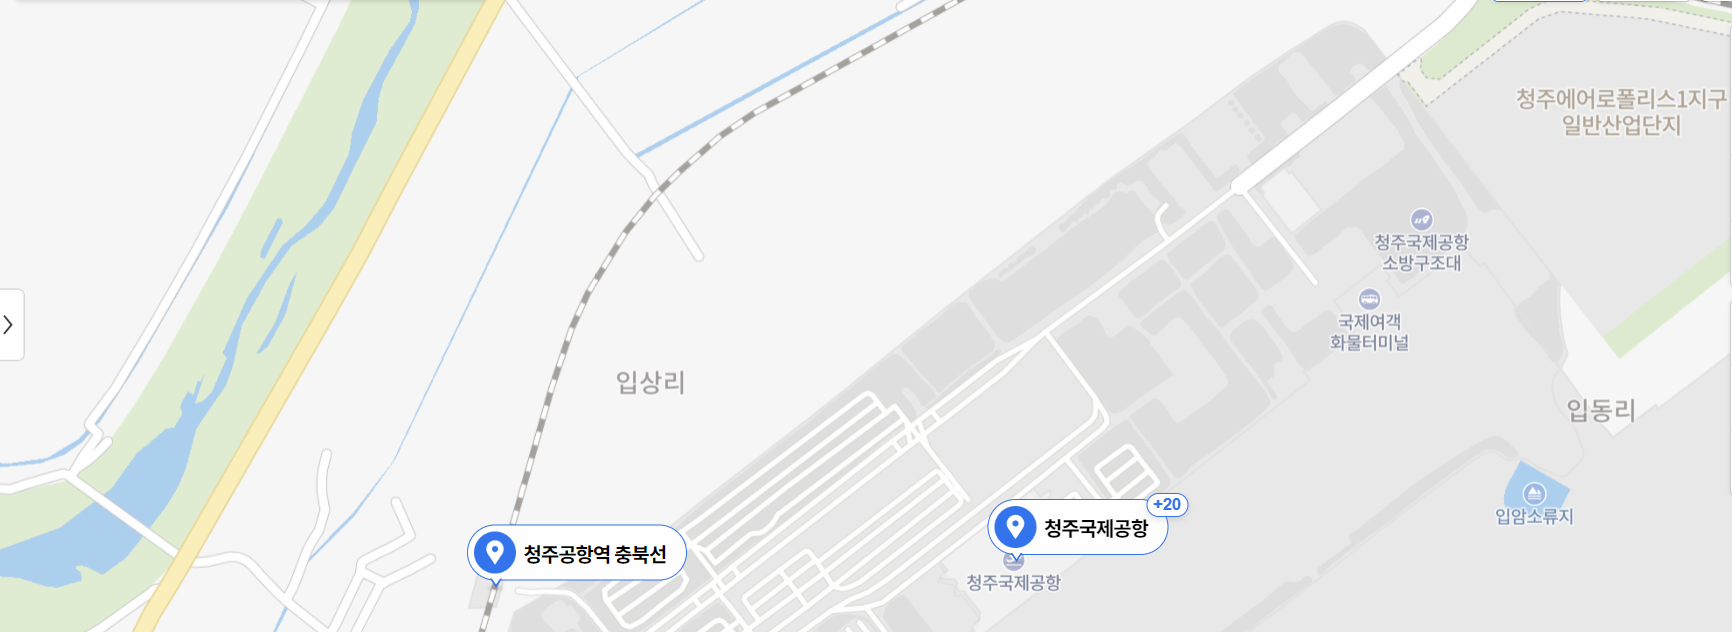 청주에어로폴리스1지구
일반산업단지
청주국제공항
소방구조대
국제여객
화물터미널
입상리
입동리
입암소류지
+20
청주국제공항
청주국제공항
청주공항역 충북선